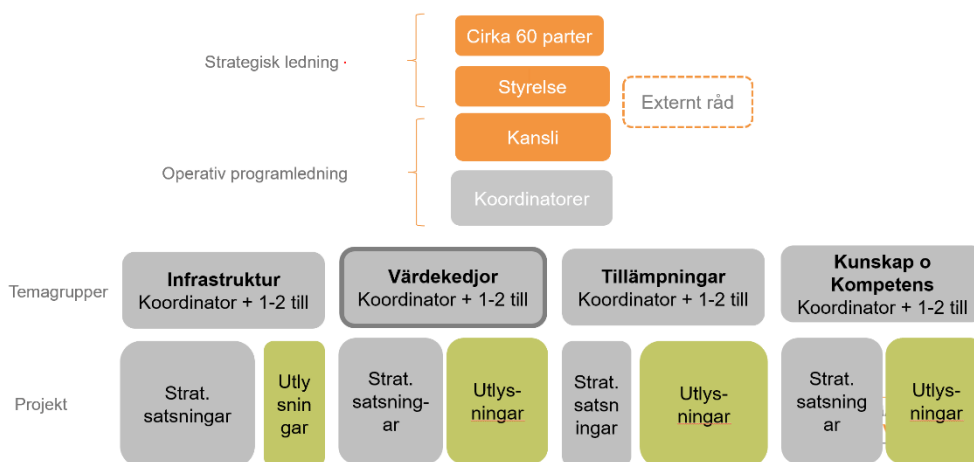 Cirka 60 parter
Strategisk ledning
Styrelse
Externt råd
Kansli
Operativ programledning
Koordinatorer
Temagrupper
Infrastruktur
Koordinator + 1-2 till
Värdekedjor
Koordinator + 1-2 till
Tillämpningar
Koordinator + 1-2 till
Kunskap o
Kompetens
Koordinator + 1-2 till
Projekt
Strat.
satsningar
Utly
snin
gar
Strat.
satsning-
ar
Utlys-
ningar
Strat.
satsn
ingar
Utlys-
ningar
Strat.
satsning
ar
Utlys-
ningar